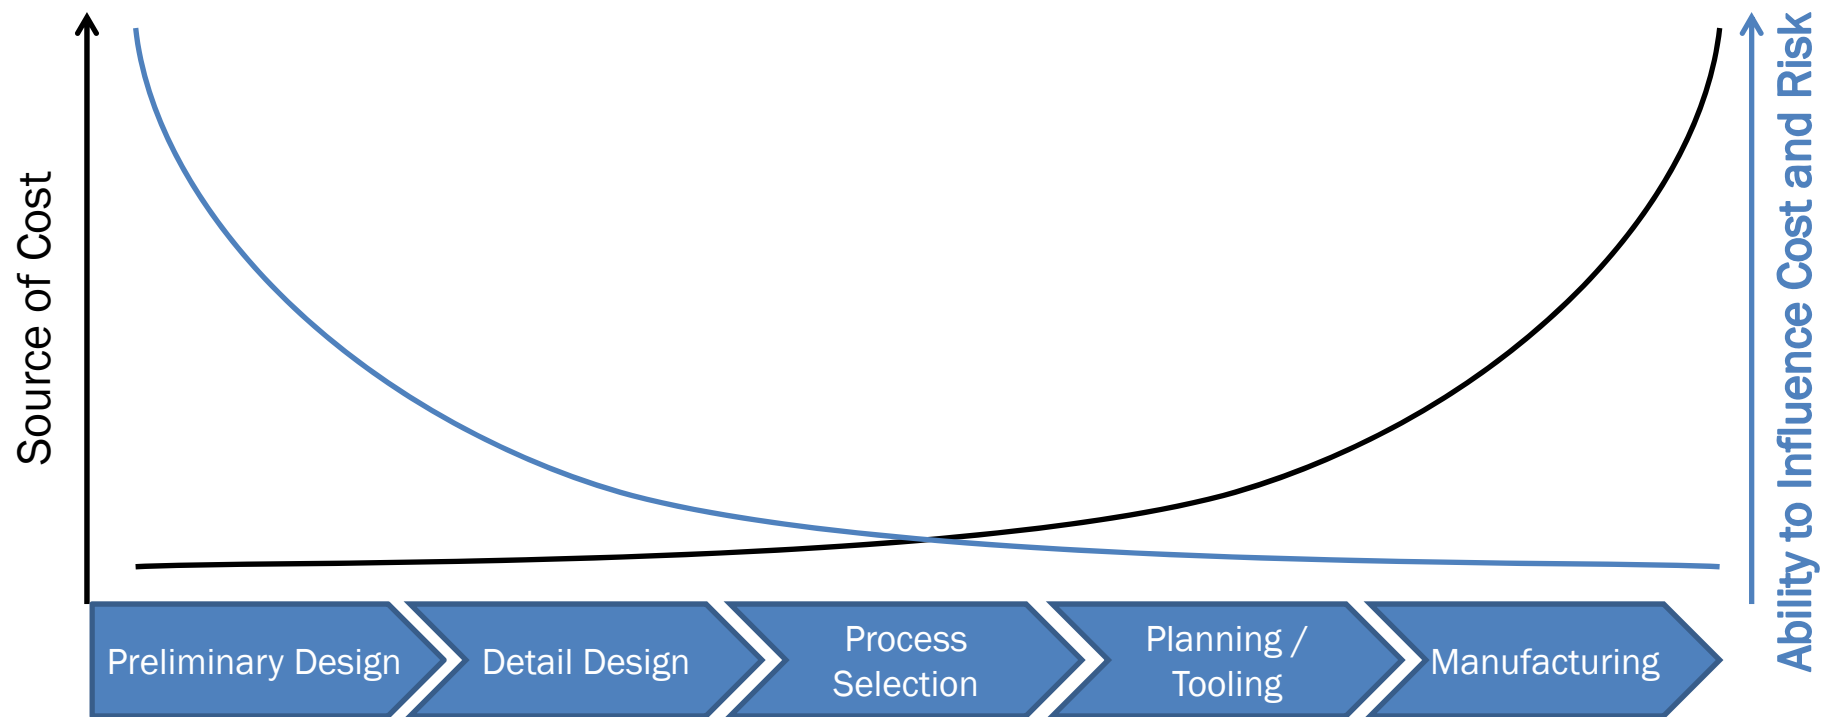 Source of Cost
Ability to Influence Cost and Risk
Preliminary Design
Detail Design
Process
Selection
Planning /
Tooling
Manufacturing